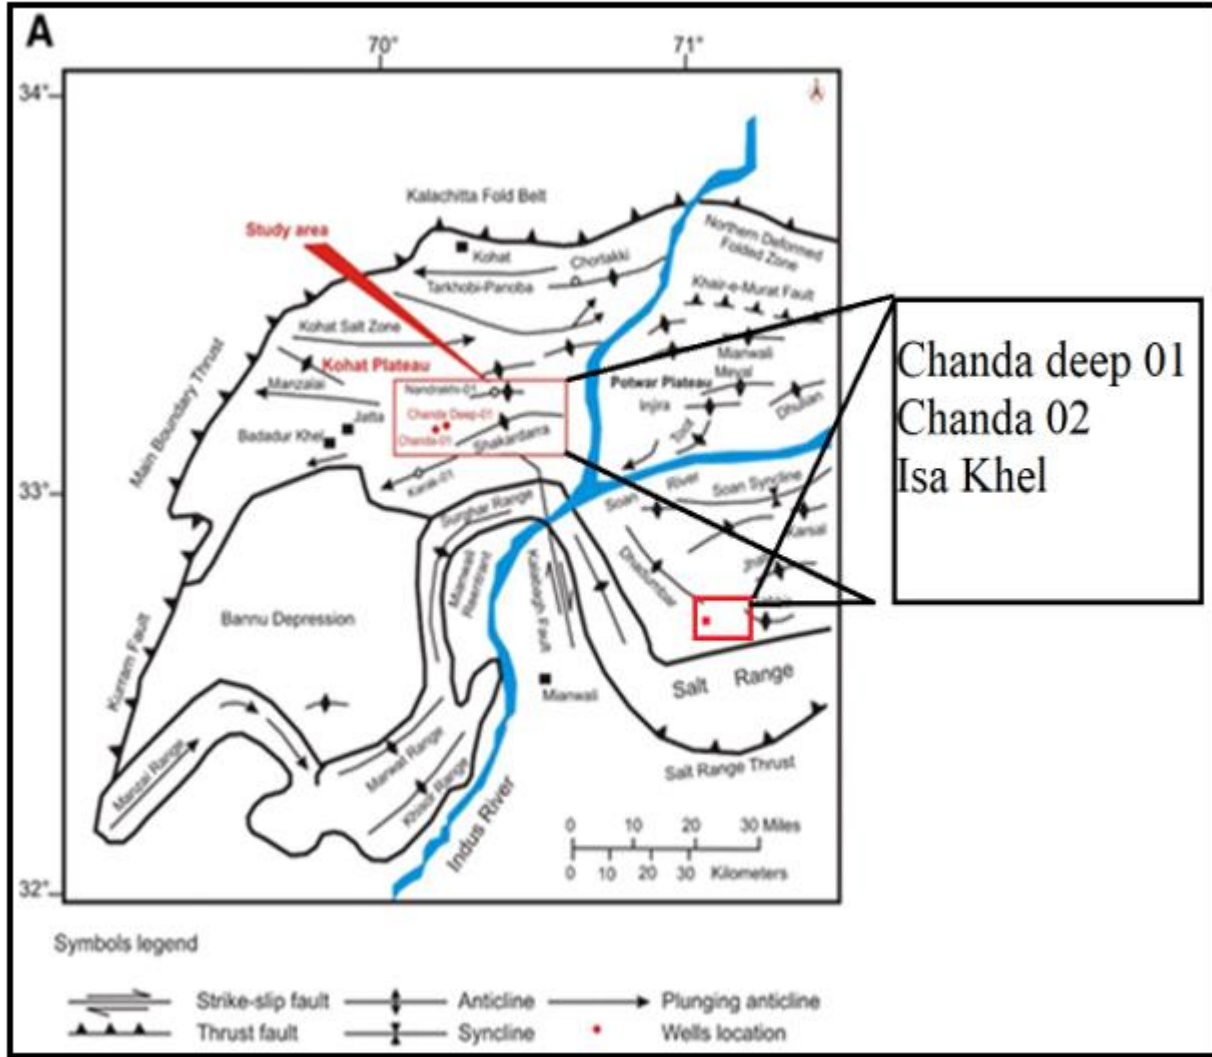 A
70°
71°
34°
Kalachitta Fold Belt
Study area
Northern Deformed
Folded Zone
Kohat
Chortakki
Tarkhobi-Panoba
Khair-e-Murat Fault
Kohat Salt Zone
Mianwali
Kohat Plateau
Meyal
Potwar Plateau
Manzalai
Nandrakhi-01
Injira
Dhulian
Chanda deep 01
Chanda 02
Isa Khel
Main Boundary Thrust
Jatta
Chanda Deep-01
Toot
Badadur Khel
Chanda-01
Shakardarra
33°
Karak-01
Soan River
Soan Syncline
Surghar Range
Karsal
Mianwali
Reentrant
Kalabagh Fault
Dhadumbar
Bannu Depression
Kurram Fault
Mianwali
Salt Range
Manzai Range
Marwat Range
Khisor Range
Salt Range Thrust
Indus River
0 10 20 30 Miles
0 10 20 30 Kilometers
32°
Symbols legend
Strike-slip fault
Anticline
Plunging anticline
Thrust fault
Syncline
Wells location